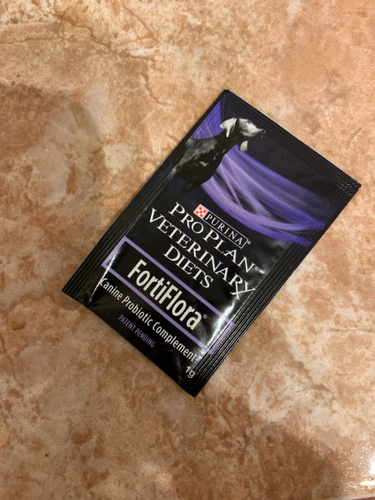 PURINA®
PRO PLAN®
VETERINARY
DIETS
FortiFlora®
Canine Probiotic Complement
PATENT PENDING
1g